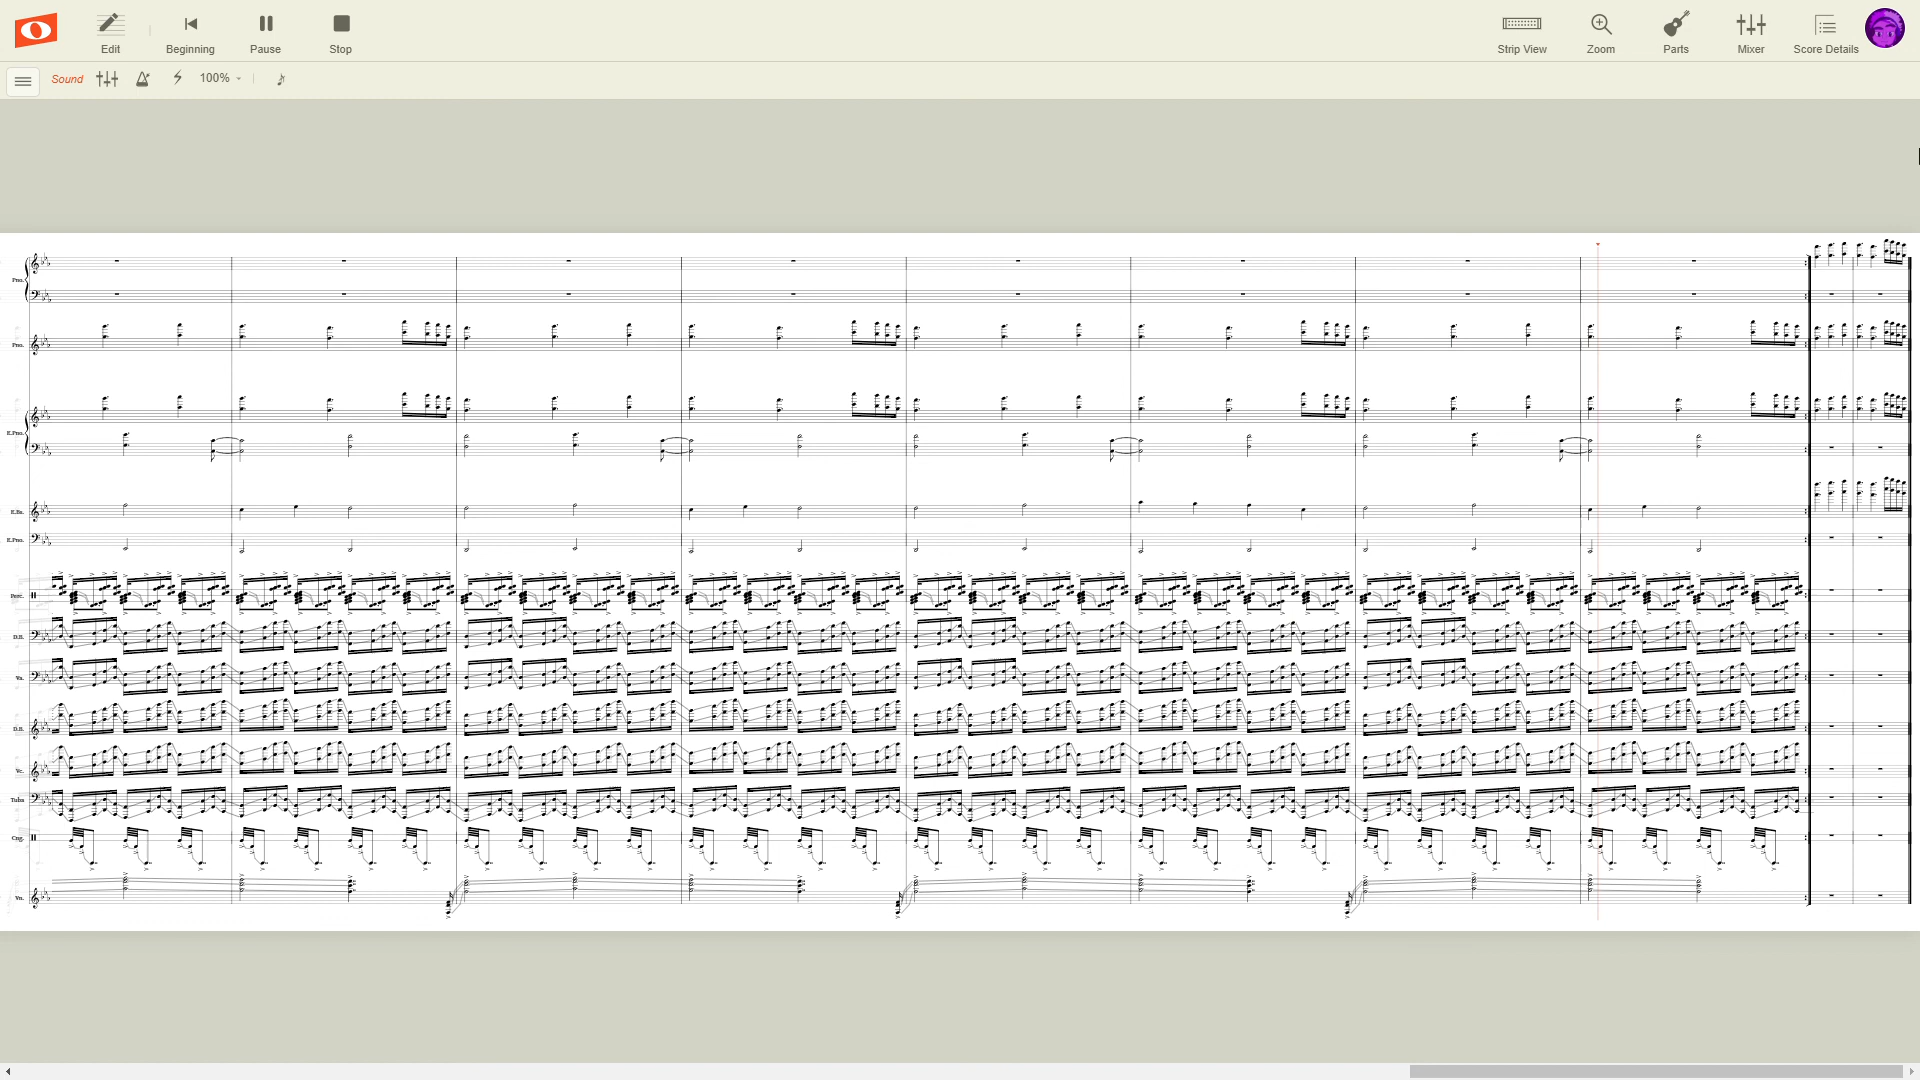 Edit
Beginning
Pause
Stop
Strip View
Zoom
Parts
Mixer
Score Details
Sound
100%
Pno.
Pno.
E.Pno.
E.Ba.
E.Pno.
Perc.
D.B.
Va.
D.B.
Vc.
Tuba
Cng.
Vn.